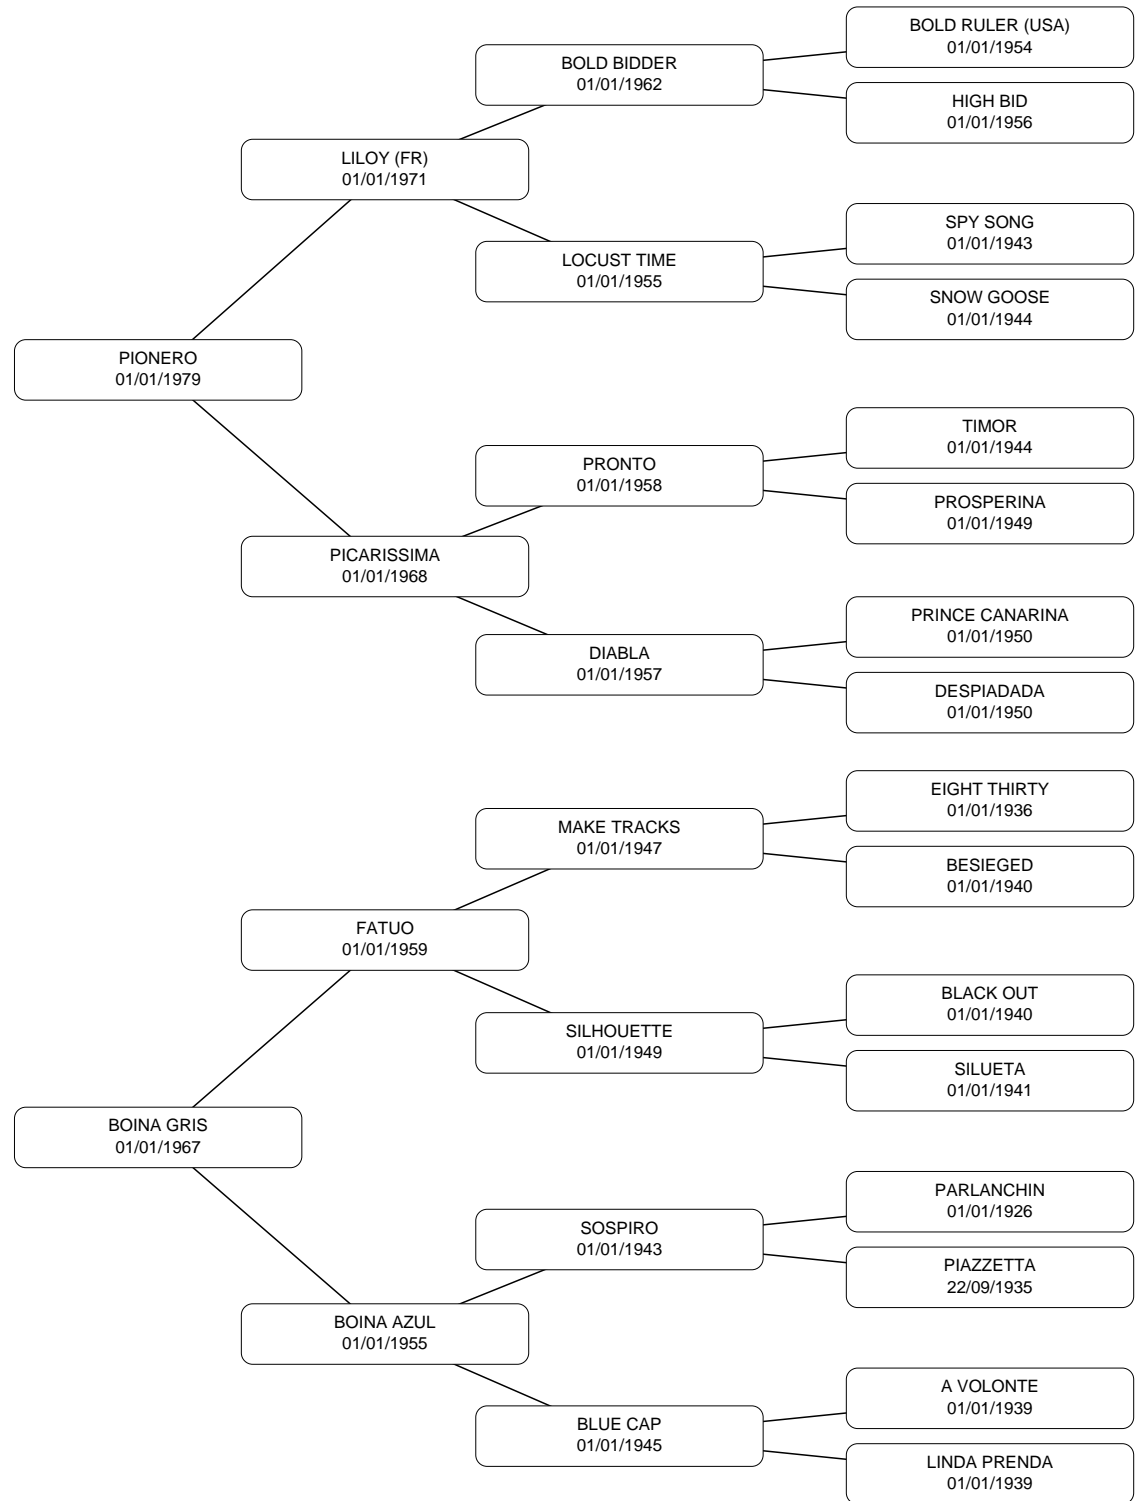 BOLD RULER (USA)
01/01/1954
BOLD BIDDER
01/01/1962
HIGH BID
01/01/1956
LILOY (FR)
01/01/1971
SPY SONG
01/01/1943
LOCUST TIME
01/01/1955
SNOW GOOSE
01/01/1944
PIONERO
01/01/1979
TIMOR
01/01/1944
PRONTO
01/01/1958
PROSPERINA
01/01/1949
PICARISSIMA
01/01/1968
PRINCE CANARINA
01/01/1950
DIABLA
01/01/1957
DESPIADADA
01/01/1950
EIGHT THIRTY
01/01/1936
MAKE TRACKS
01/01/1947
BESIEGED
01/01/1940
FATUO
01/01/1959
BLACK OUT
01/01/1940
SILHOUETTE
01/01/1949
SILUETA
01/01/1941
BOINA GRIS
01/01/1967
PARLANCHIN
01/01/1926
SOSPIRO
01/01/1943
PIAZZETTA
22/09/1935
BOINA AZUL
01/01/1955
A VOLONTE
01/01/1939
BLUE CAP
01/01/1945
LINDA PRENDA
01/01/1939